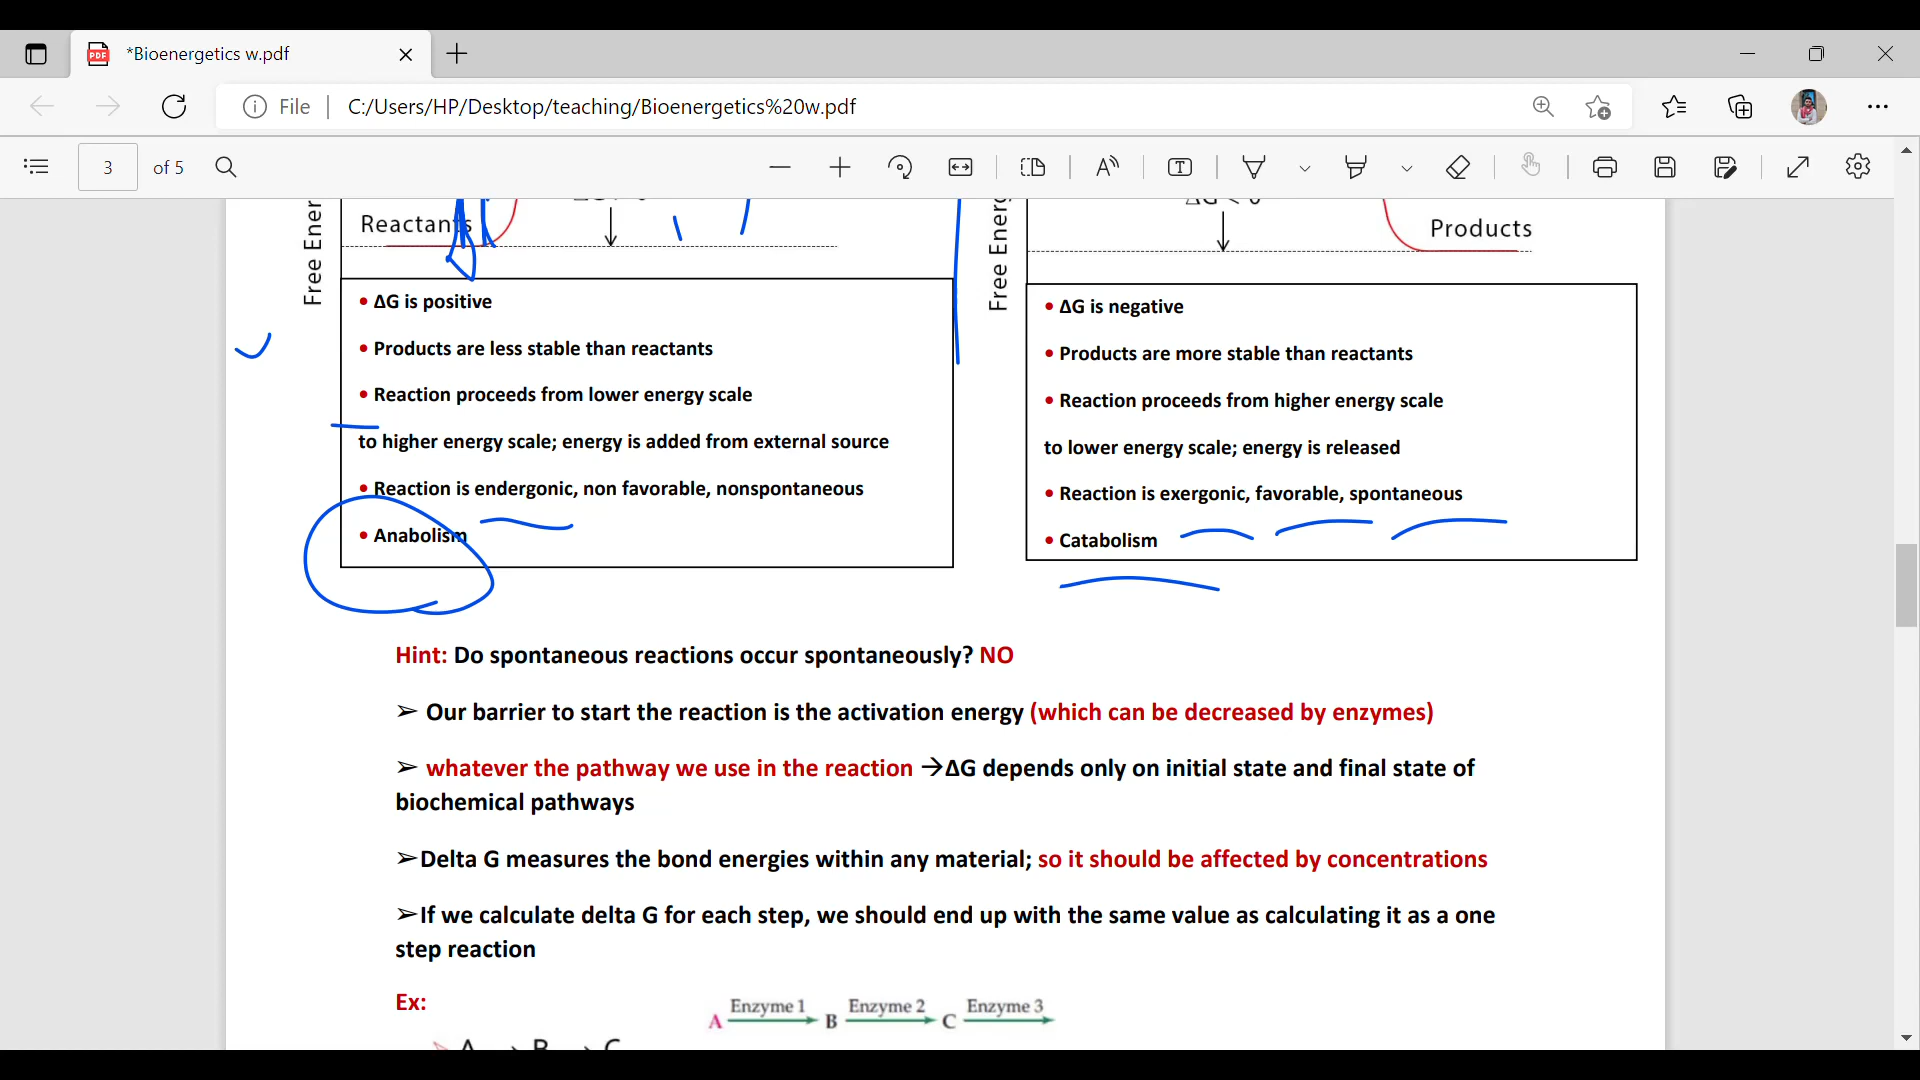 *Bioenergetics w.pdf
File C:/Users/HP/Desktop/teaching/Bioenergetics%20w.pdf
3 of 5
Reactants
Products
Free Energ
Free Ener
• ΔG is positive
• Products are less stable than reactants
• Reaction proceeds from lower energy scale
to higher energy scale; energy is added from external source
• Reaction is endergonic, non favorable, nonspontaneous
• Anabolism
• ΔG is negative
• Products are more stable than reactants
• Reaction proceeds from higher energy scale
to lower energy scale; energy is released
• Reaction is exergonic, favorable, spontaneous
• Catabolism
Hint: Do spontaneous reactions occur spontaneously? NO
➢ Our barrier to start the reaction is the activation energy (which can be decreased by enzymes)
➢ whatever the pathway we use in the reaction →ΔG depends only on initial state and final state of
biochemical pathways
➢Delta G measures the bond energies within any material; so it should be affected by concentrations
➢If we calculate delta G for each step, we should end up with the same value as calculating it as a one
step reaction
Ex:
A Enzyme 1 B Enzyme 2 C Enzyme 3